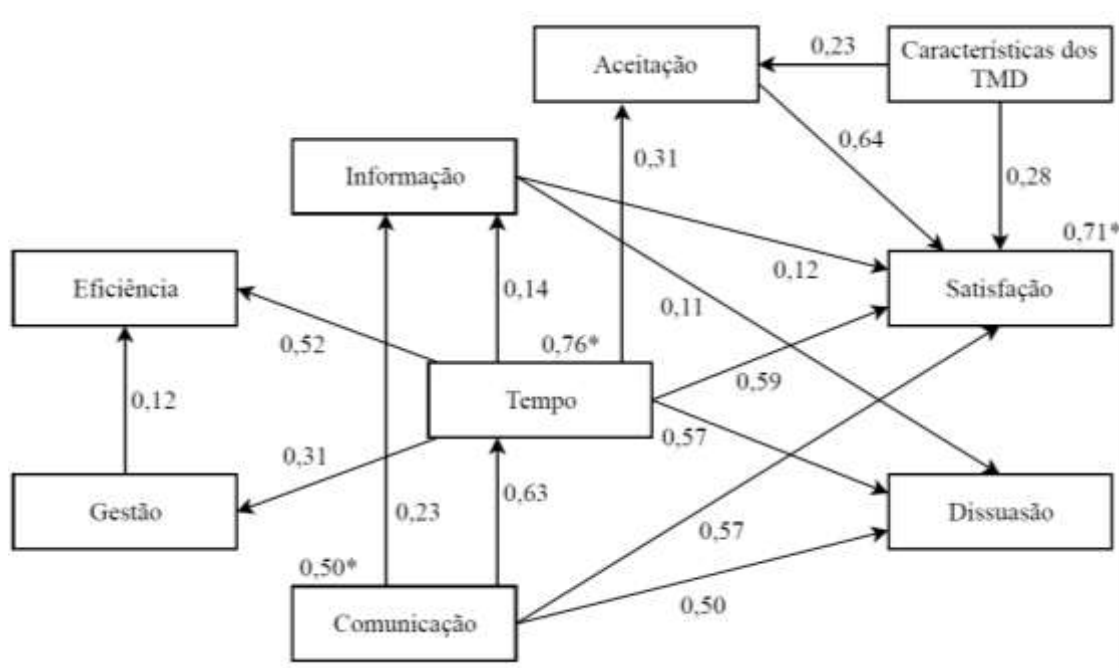 Aceitação
0,23
Características dos
TMD
0,64
0,31
0,28
Informação
0,71*
0,12
Satisfação
Eficiência
0,14
0,11
0,52
0,76*
0,59
0,12
Tempo
0,57
0,31
0,63
Gestão
0,23
Dissuasão
0,57
0,50*
0,50
Comunicação